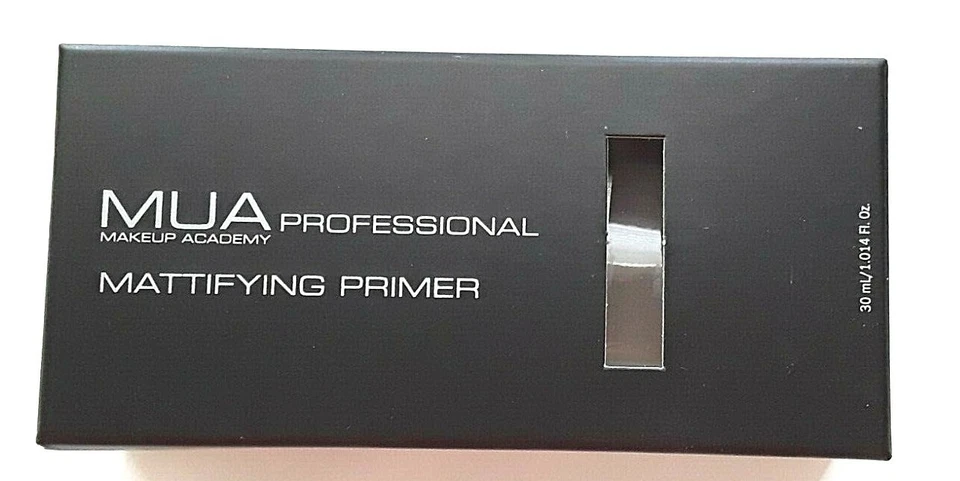 MUA PROFESSIONAL
MAKEUP ACADEMY
MATTIFYING PRIMER
30 mL/1.014 Fl. Oz.